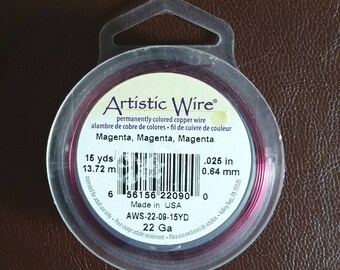 Artistic Wire®
permanently colored copper wire
alambre de cobre de colores - fil de cuivre de couleur
Magenta, Magenta, Magenta
15 yds .025 in
13.72 m 0.64 mm
6 56156 22090 0
Made in USA
AWS-22-09-15YD
22 Ga